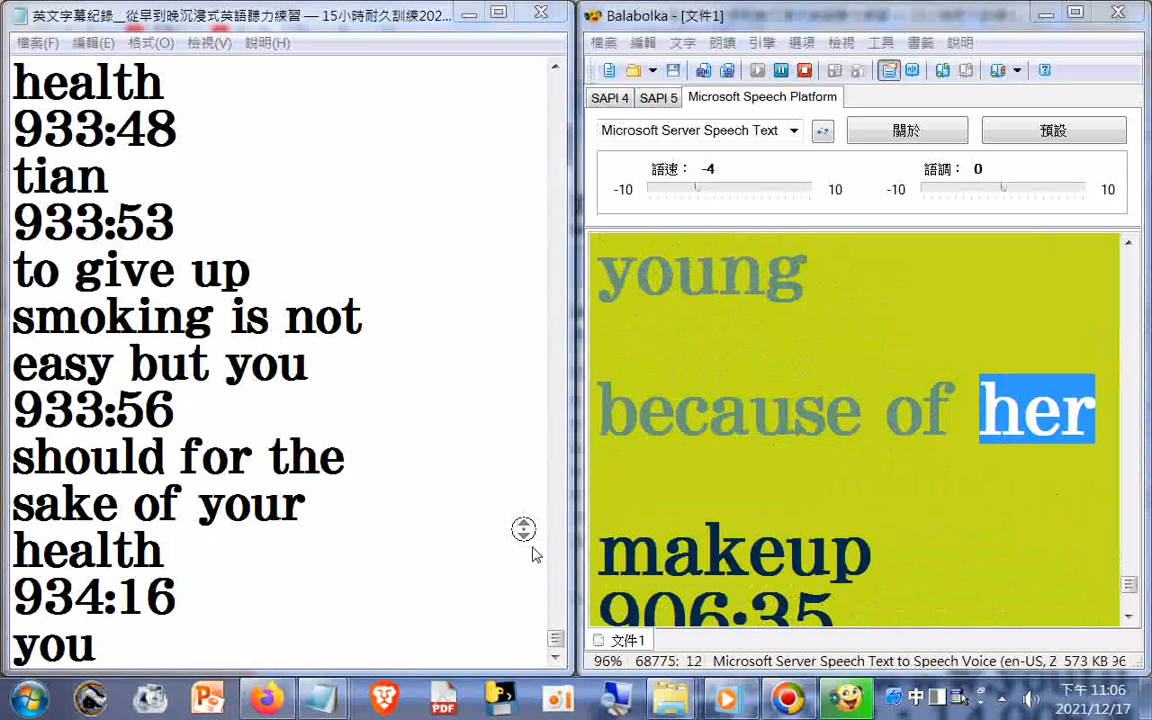 英文字幕紀錄__從早到晚沉浸式英語聽力練習 — 15小時耐久訓練202...
檔案(F) 編輯(E) 格式(O) 檢視(V) 說明(H)
health
933:48
tian
933:53
to give up
smoking is not
easy but you
933:56
should for the
sake of your
health
934:16
you
Balabolka - [文件1]
檔案 編輯 文字 朗讀 引擎 選項 檢視 工具 書籤 說明
SAPI 4 SAPI 5 Microsoft Speech Platform
Microsoft Server Speech Text 關於 預設
語速： -4 語調： 0
-10 10 -10 10
young
because of her
makeup
906:35
文件1
96% 68775: 12 Microsoft Server Speech Text to Speech Voice (en-US, Z 573 KB 96
PDF
中
下午 11:06
2021/12/17